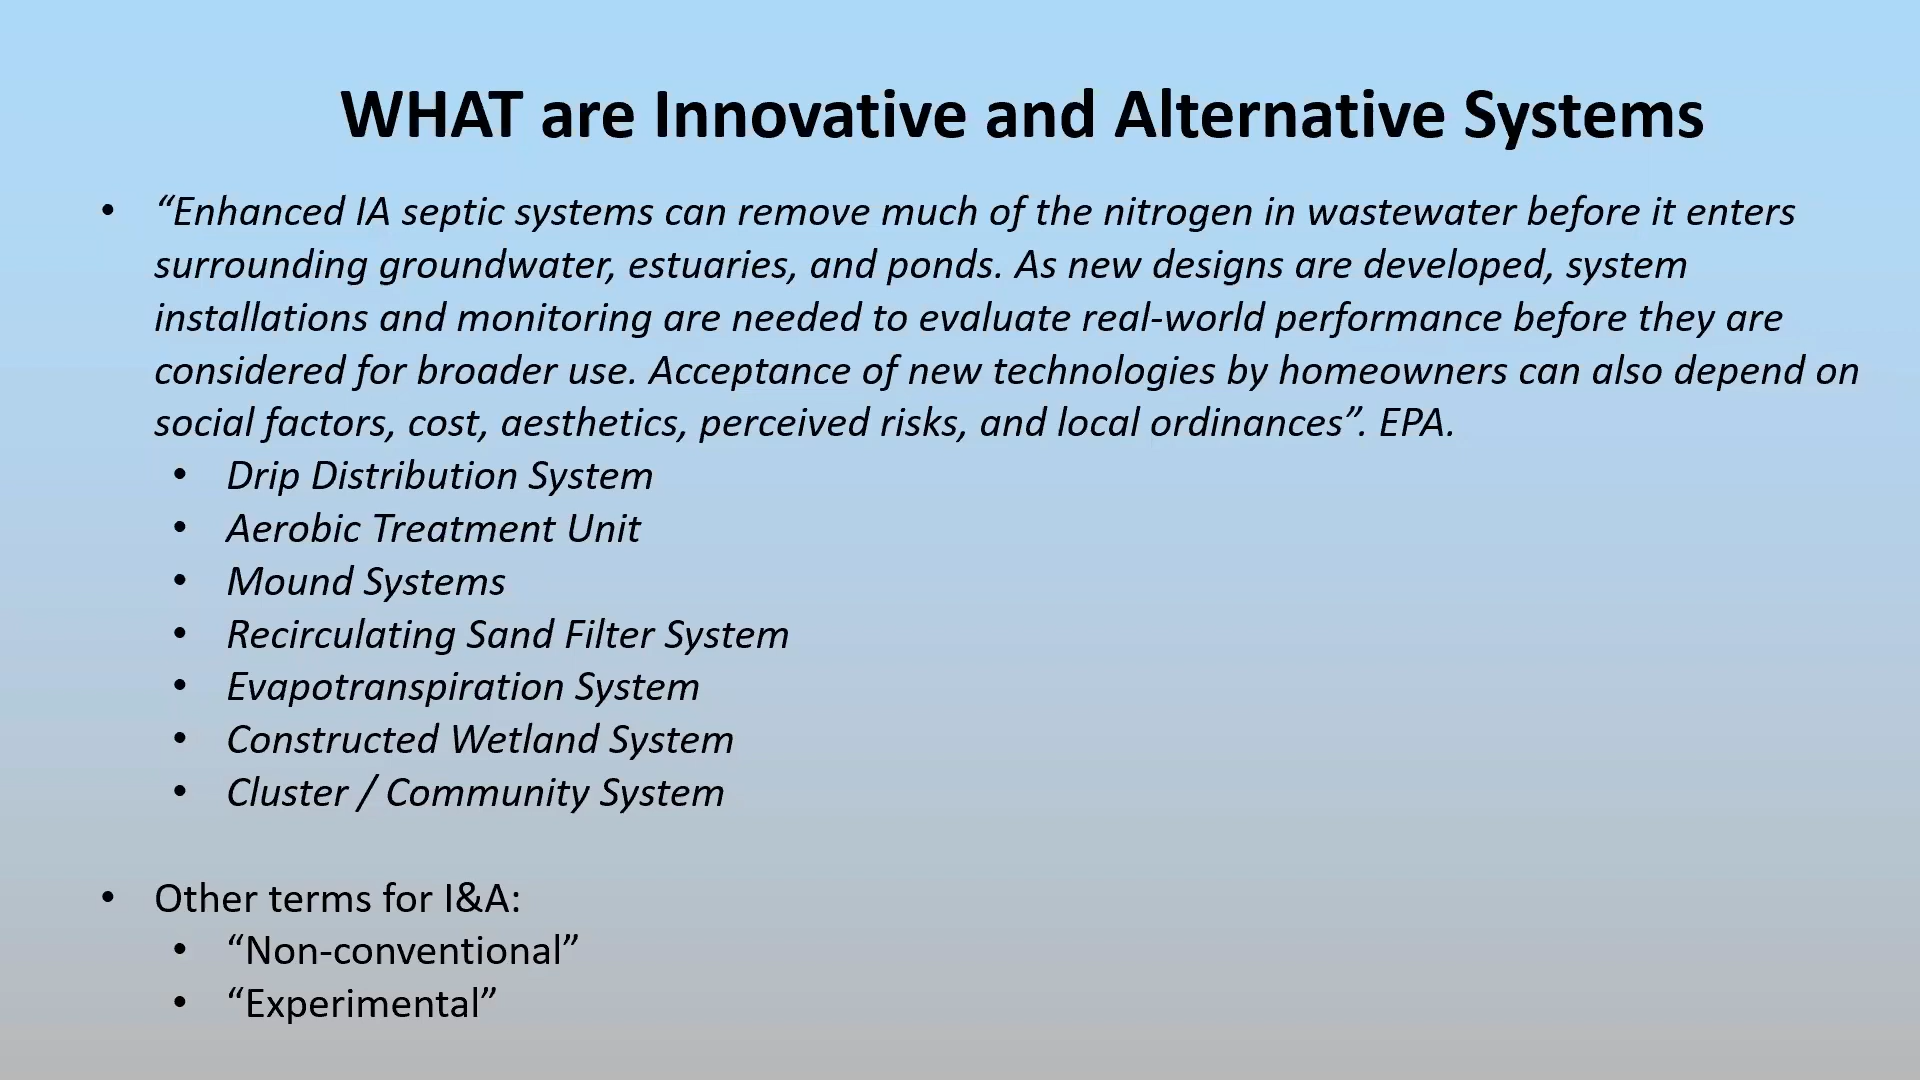 WHAT are Innovative and Alternative Systems
• “Enhanced IA septic systems can remove much of the nitrogen in wastewater before it enters
surrounding groundwater, estuaries, and ponds. As new designs are developed, system
installations and monitoring are needed to evaluate real-world performance before they are
considered for broader use. Acceptance of new technologies by homeowners can also depend on
social factors, cost, aesthetics, perceived risks, and local ordinances”. EPA.
• Drip Distribution System
• Aerobic Treatment Unit
• Mound Systems
• Recirculating Sand Filter System
• Evapotranspiration System
• Constructed Wetland System
• Cluster / Community System
• Other terms for I&A:
• “Non-conventional”
• “Experimental”